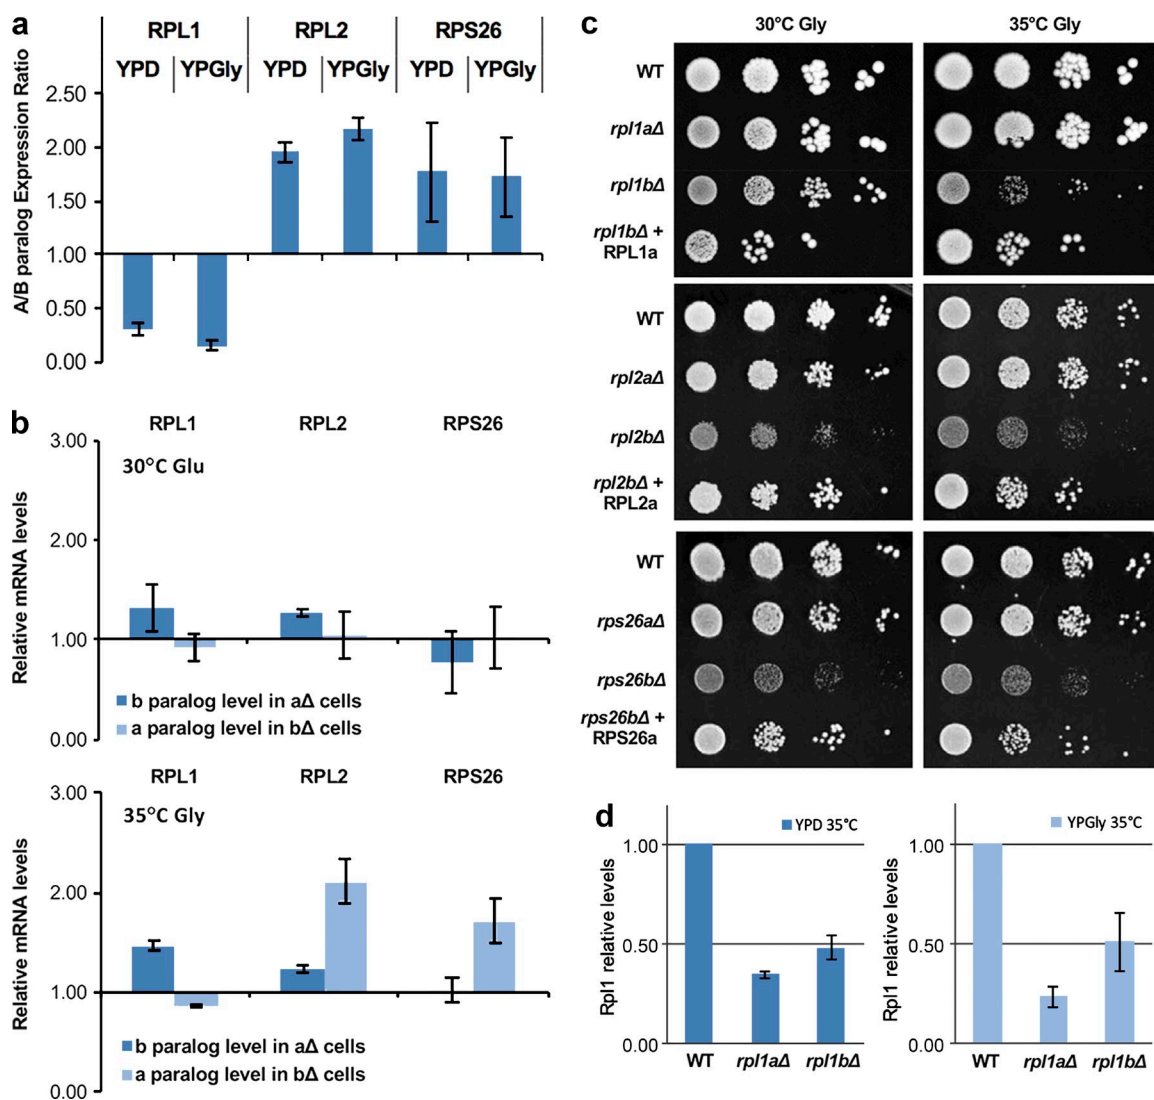 a
RPL1 RPL2 RPS26
YPD YPGly YPD YPGly YPD YPGly
A/B paralog Expression Ratio
2.50
2.00
1.50
1.00
0.50
0.00
b
RPL1 RPL2 RPS26
30°C Glu
Relative mRNA levels
3.00
2.00
1.00
0.00
b paralog level in aΔ cells
a paralog level in bΔ cells
RPL1 RPL2 RPS26
35°C Gly
Relative mRNA levels
3.00
2.00
1.00
0.00
b paralog level in aΔ cells
a paralog level in bΔ cells
c
30°C Gly 35°C Gly
WT
rpl1aΔ
rpl1bΔ
rpl1bΔ +
RPL1a
WT
rpl2aΔ
rpl2bΔ
rpl2bΔ +
RPL2a
WT
rps26aΔ
rps26bΔ
rps26bΔ +
RPS26a
d
YPD 35°C
Rpl1 relative levels
1.00
0.50
0.00
WT rpl1aΔ rpl1bΔ
YPGly 35°C
Rpl1 relative levels
1.00
0.50
0.00
WT rpl1aΔ rpl1bΔ